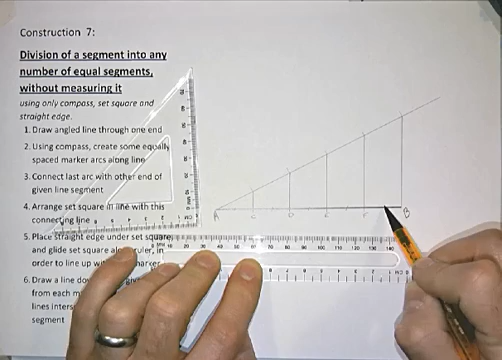 Construction 7:
Division of a segment into any
number of equal segments,
without measuring it
using only compass, set square and
straight edge.
1. Draw angled line through one end
2. Using compass, create some equally
spaced marker arcs along line
3. Connect last arc with other end of
given line segment
4. Arrange set square in line with this
connecting line
5. Place straight edge under set square,
and glide set square along ruler, in
order to line up marker
6. Draw a line
from each
lines
segment
A C D E F B